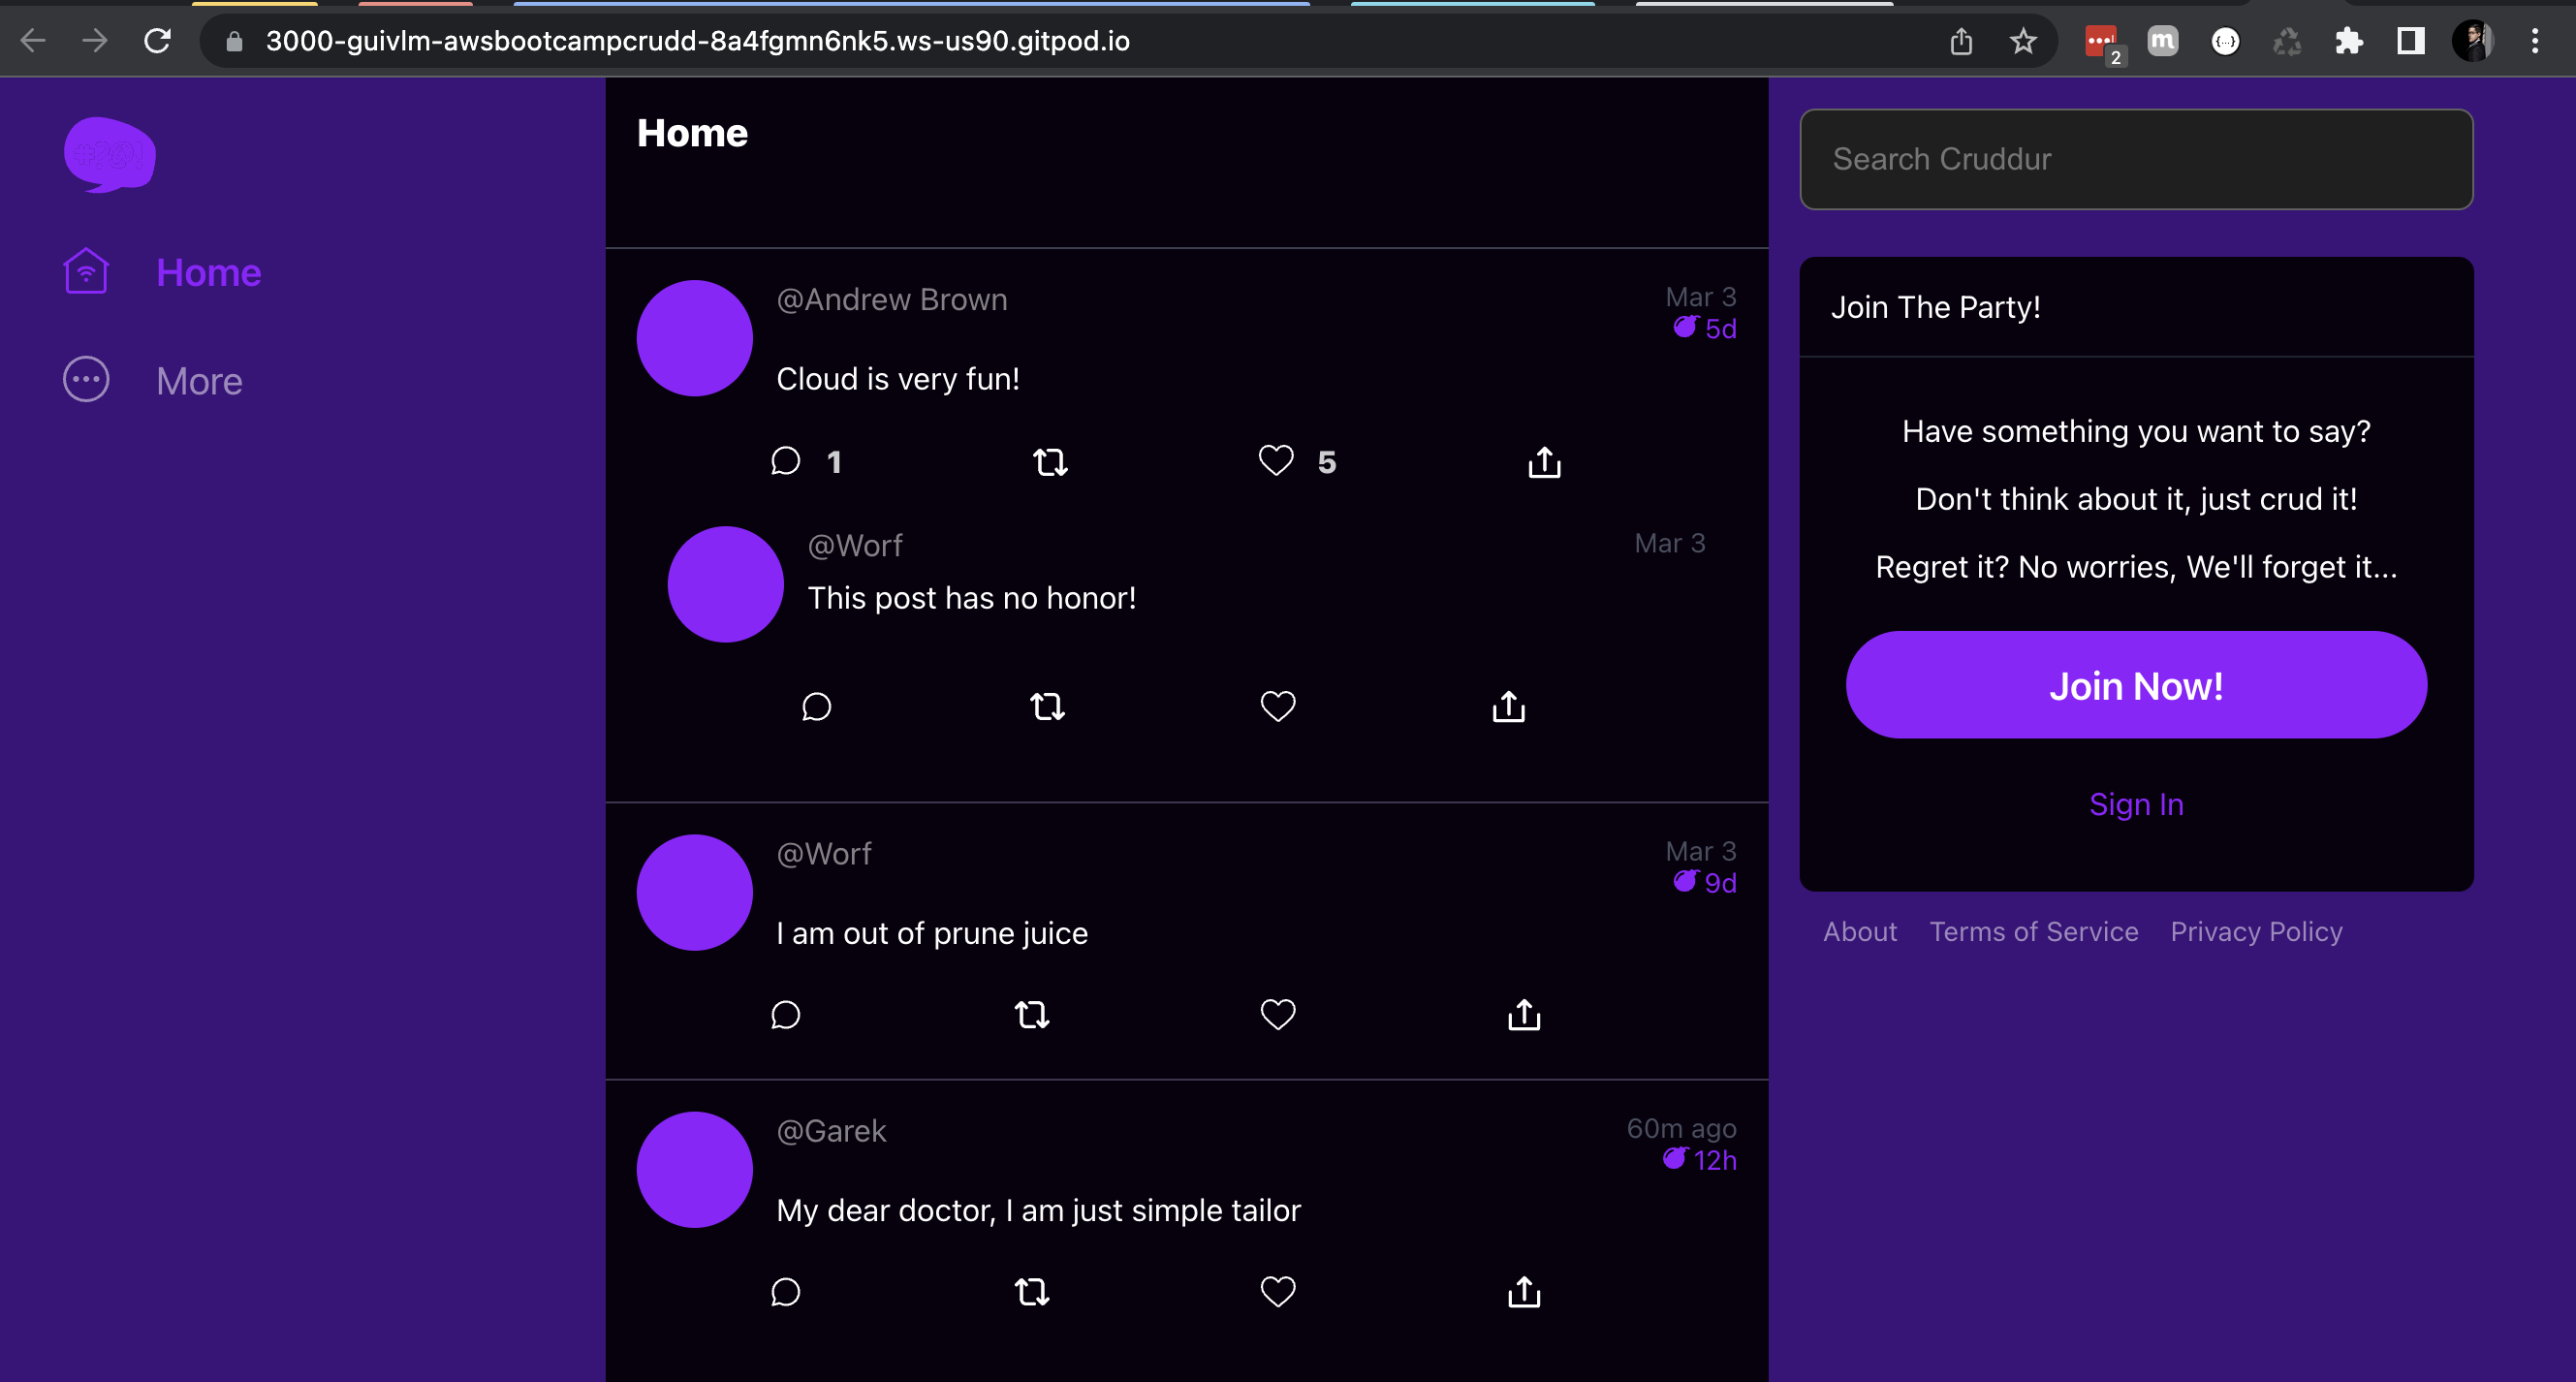 3000-guivlm-awsbootcampcrudd-8a4fgmn6nk5.ws-us90.gitpod.io
2
m
{...}
#?@!
Home
More
Home
@Andrew Brown
Mar 3
5d
Cloud is very fun!
1
5
@Worf
Mar 3
This post has no honor!
@Worf
Mar 3
9d
I am out of prune juice
@Garek
60m ago
12h
My dear doctor, I am just simple tailor
Search Cruddur
Join The Party!
Have something you want to say?
Don't think about it, just crud it!
Regret it? No worries, We'll forget it...
Join Now!
Sign In
About Terms of Service Privacy Policy